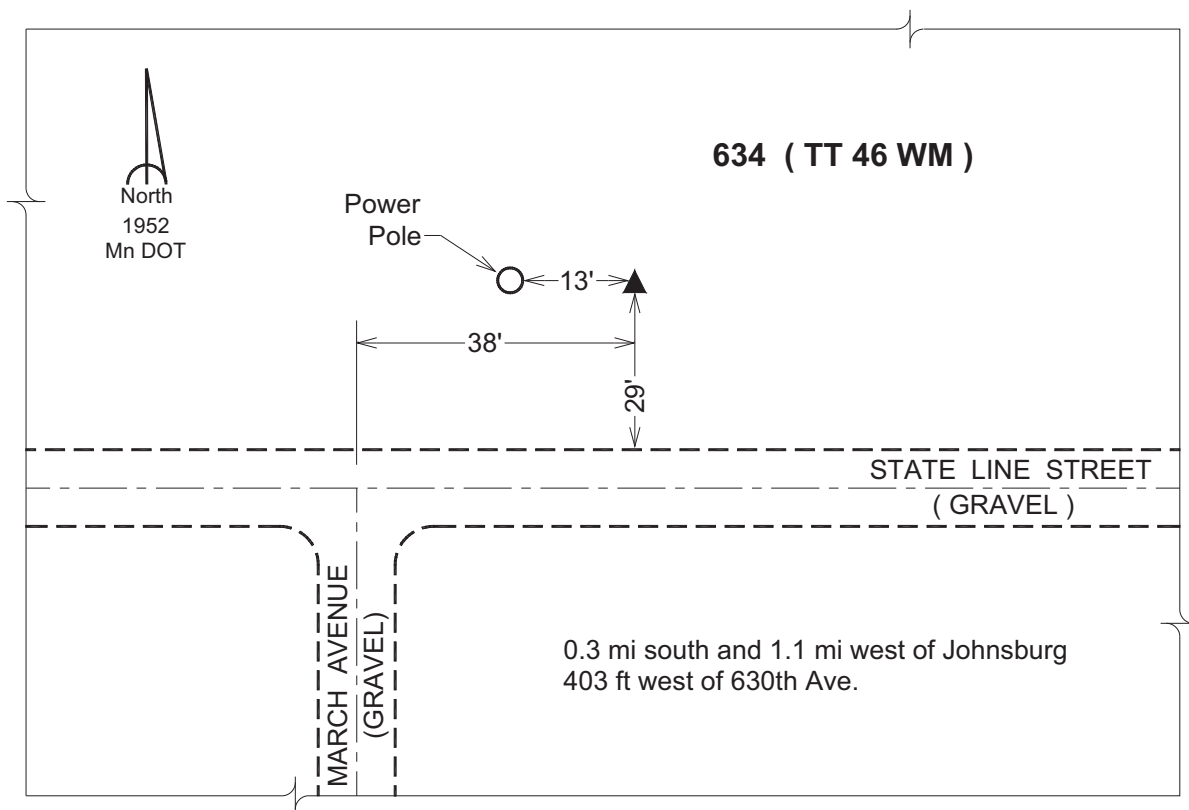 634 ( TT 46 WM )
North
1952
Mn DOT
Power
Pole
13'
38'
29'
STATE LINE STREET
( GRAVEL )
MARCH AVENUE
(GRAVEL)
0.3 mi south and 1.1 mi west of Johnsburg
403 ft west of 630th Ave.